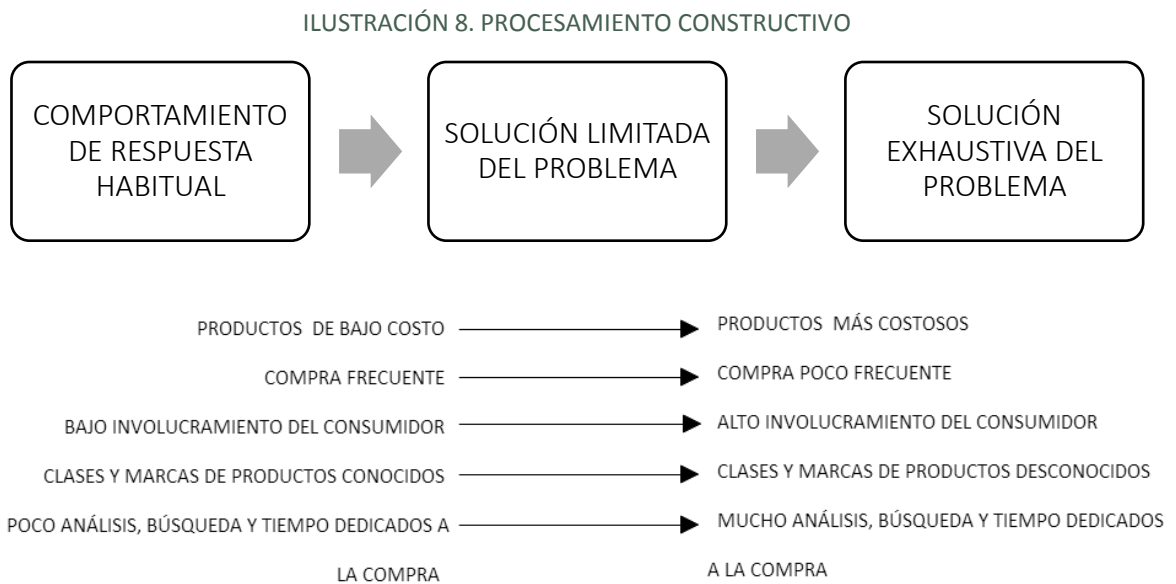 ILUSTRACIÓN 8. PROCESAMIENTO CONSTRUCTIVO
COMPORTAMIENTO
DE RESPUESTA
HABITUAL
SOLUCIÓN LIMITADA
DEL PROBLEMA
SOLUCIÓN
EXHAUSTIVA DEL
PROBLEMA
PRODUCTOS DE BAJO COSTO
PRODUCTOS MÁS COSTOSOS
COMPRA FRECUENTE
COMPRA POCO FRECUENTE
BAJO INVOLUCRAMIENTO DEL CONSUMIDOR
ALTO INVOLUCRAMIENTO DEL CONSUMIDOR
CLASES Y MARCAS DE PRODUCTOS CONOCIDOS
CLASES Y MARCAS DE PRODUCTOS DESCONOCIDOS
POCO ANÁLISIS, BÚSQUEDA Y TIEMPO DEDICADOS A
LA COMPRA
MUCHO ANÁLISIS, BÚSQUEDA Y TIEMPO DEDICADOS
A LA COMPRA